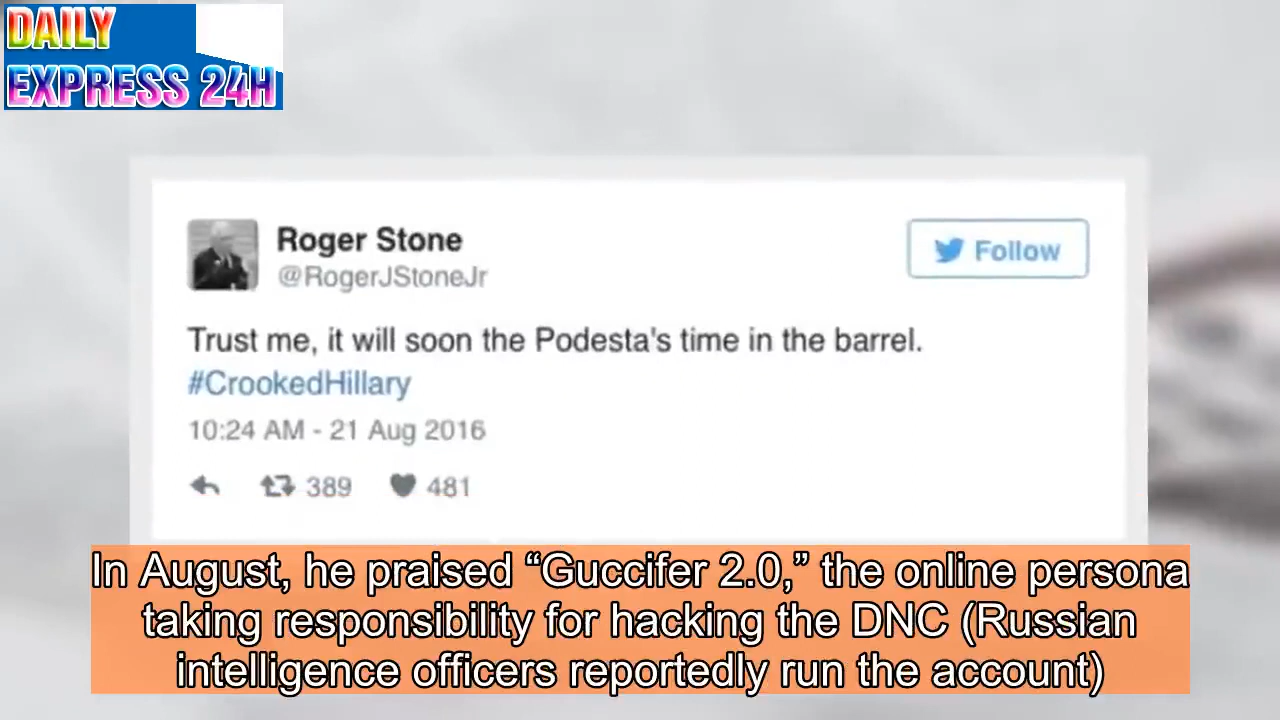 DAILY
EXPRESS 24H
Roger Stone
@RogerJStoneJr
Follow
Trust me, it will soon the Podesta's time in the barrel.
#CrookedHillary
10:24 AM - 21 Aug 2016
389 481
In August, he praised “Guccifer 2.0,” the online persona
taking responsibility for hacking the DNC (Russian
intelligence officers reportedly run the account)